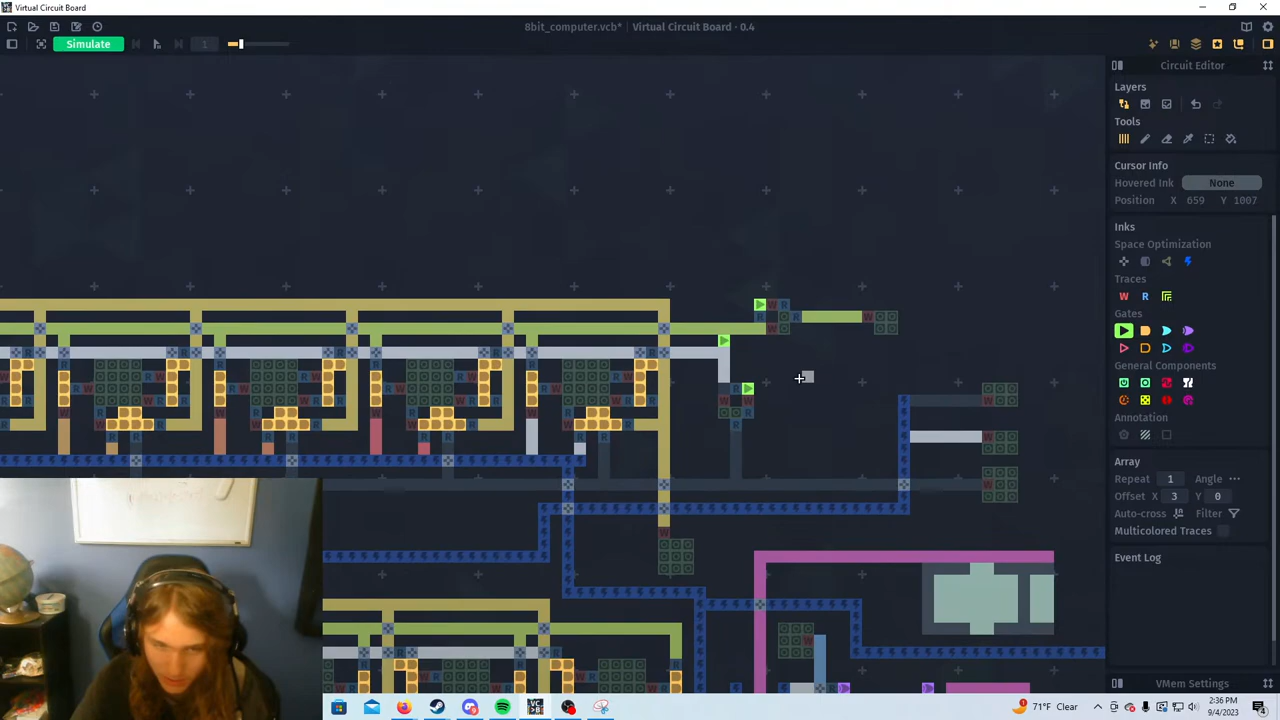 Virtual Circuit Board
8bit_computer.vcb* | Virtual Circuit Board - 0.4
Simulate
1
Circuit Editor
Layers
Tools
Cursor Info
Hovered Ink None
Position X 659 Y 1007
Inks
Space Optimization
Traces
W R
Gates
General Components
Annotation
Array
Repeat 1 Angle
Offset X 3 Y 0
Auto-cross Filter
Multicolored Traces
Event Log
VMem Settings
71°F Clear
2:36 PM
9/4/2023
4